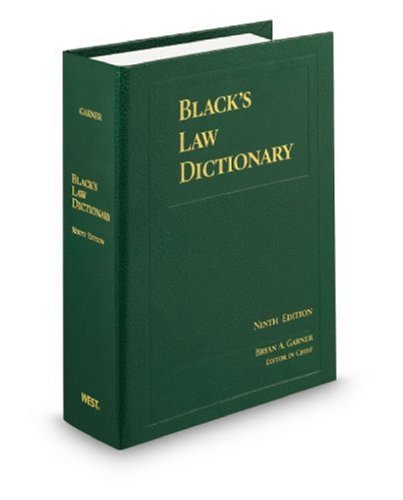 GARNER
BLACK'S
LAW
DICTIONARY
NINTH EDITION
WEST.
BLACK'S
LAW
DICTIONARY
NINTH EDITION
BRYAN A. GARNER
EDITOR IN CHIEF